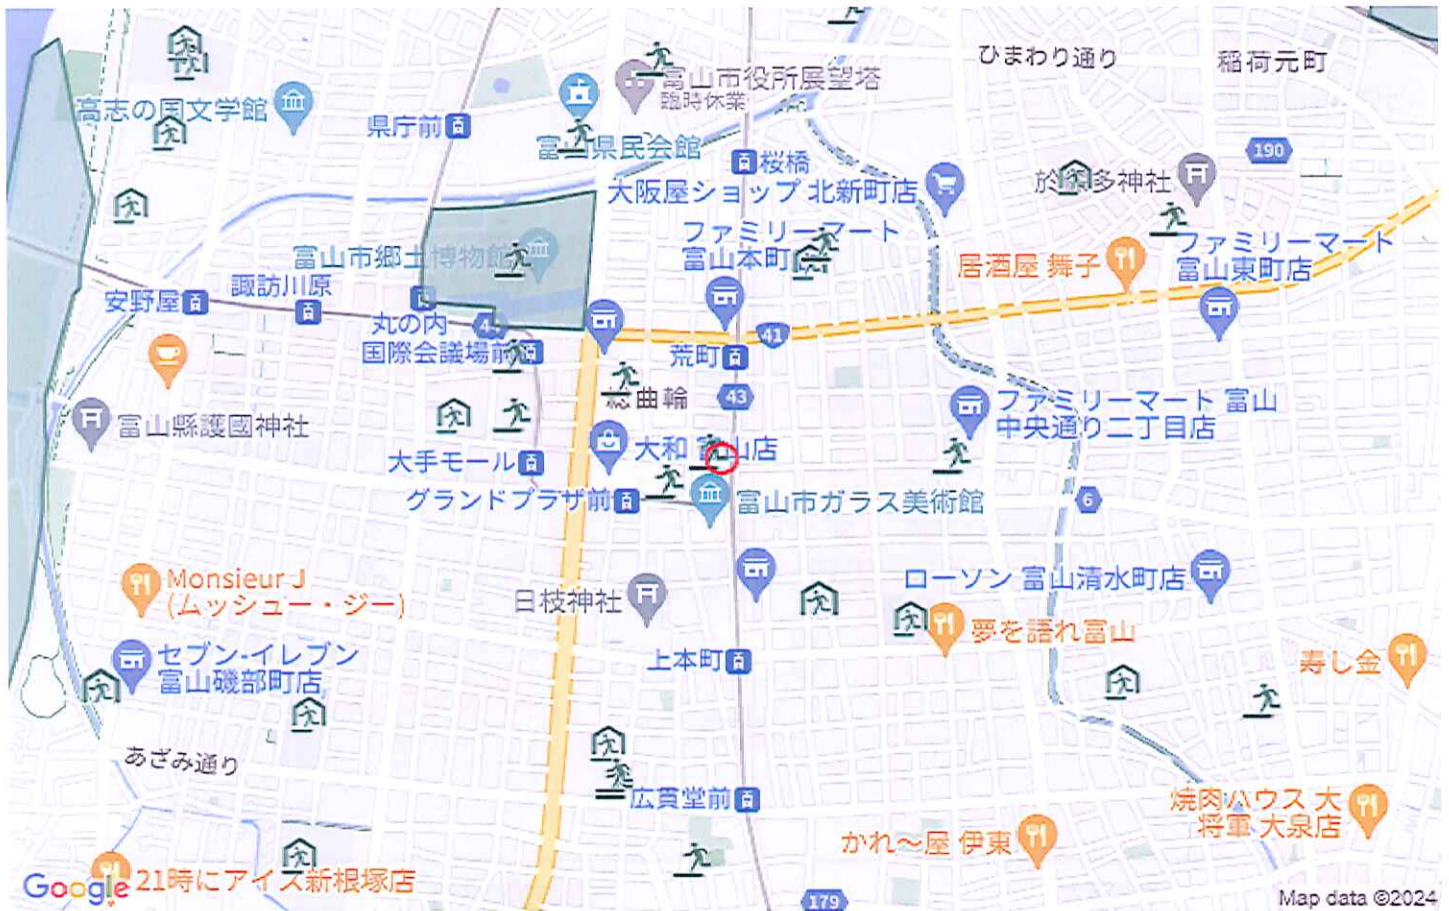 ひまわり通り
稲荷元町
富山市役所展望塔
臨時休業
高志の国文学館
県庁前
富山県民会館
190
桜橋
大阪屋ショップ 北新町店
ファミリーマート
富山本町
居酒屋 舞子
ファミリーマート
富山東町店
富山市郷土博物館
安野屋
諏訪川原
丸の内
国際会議場前
41
荒町
43
総曲輪
富山縣護國神社
ファミリーマート 富山
中央通り二丁目店
大手モール
大和 富山店
グランドプラザ前
富山市ガラス美術館
6
Monsieur J
(ムッシュー・ジー)
日枝神社
ローソン 富山清水町店
夢を語れ富山
寿し金
セブン-イレブン
富山磯部町店
上本町
あざみ通り
広貫堂前
焼肉ハウス 大
将軍 大泉店
かれ〜屋 伊東
Google
21時にアイス新根塚店
179
Map data ©2024